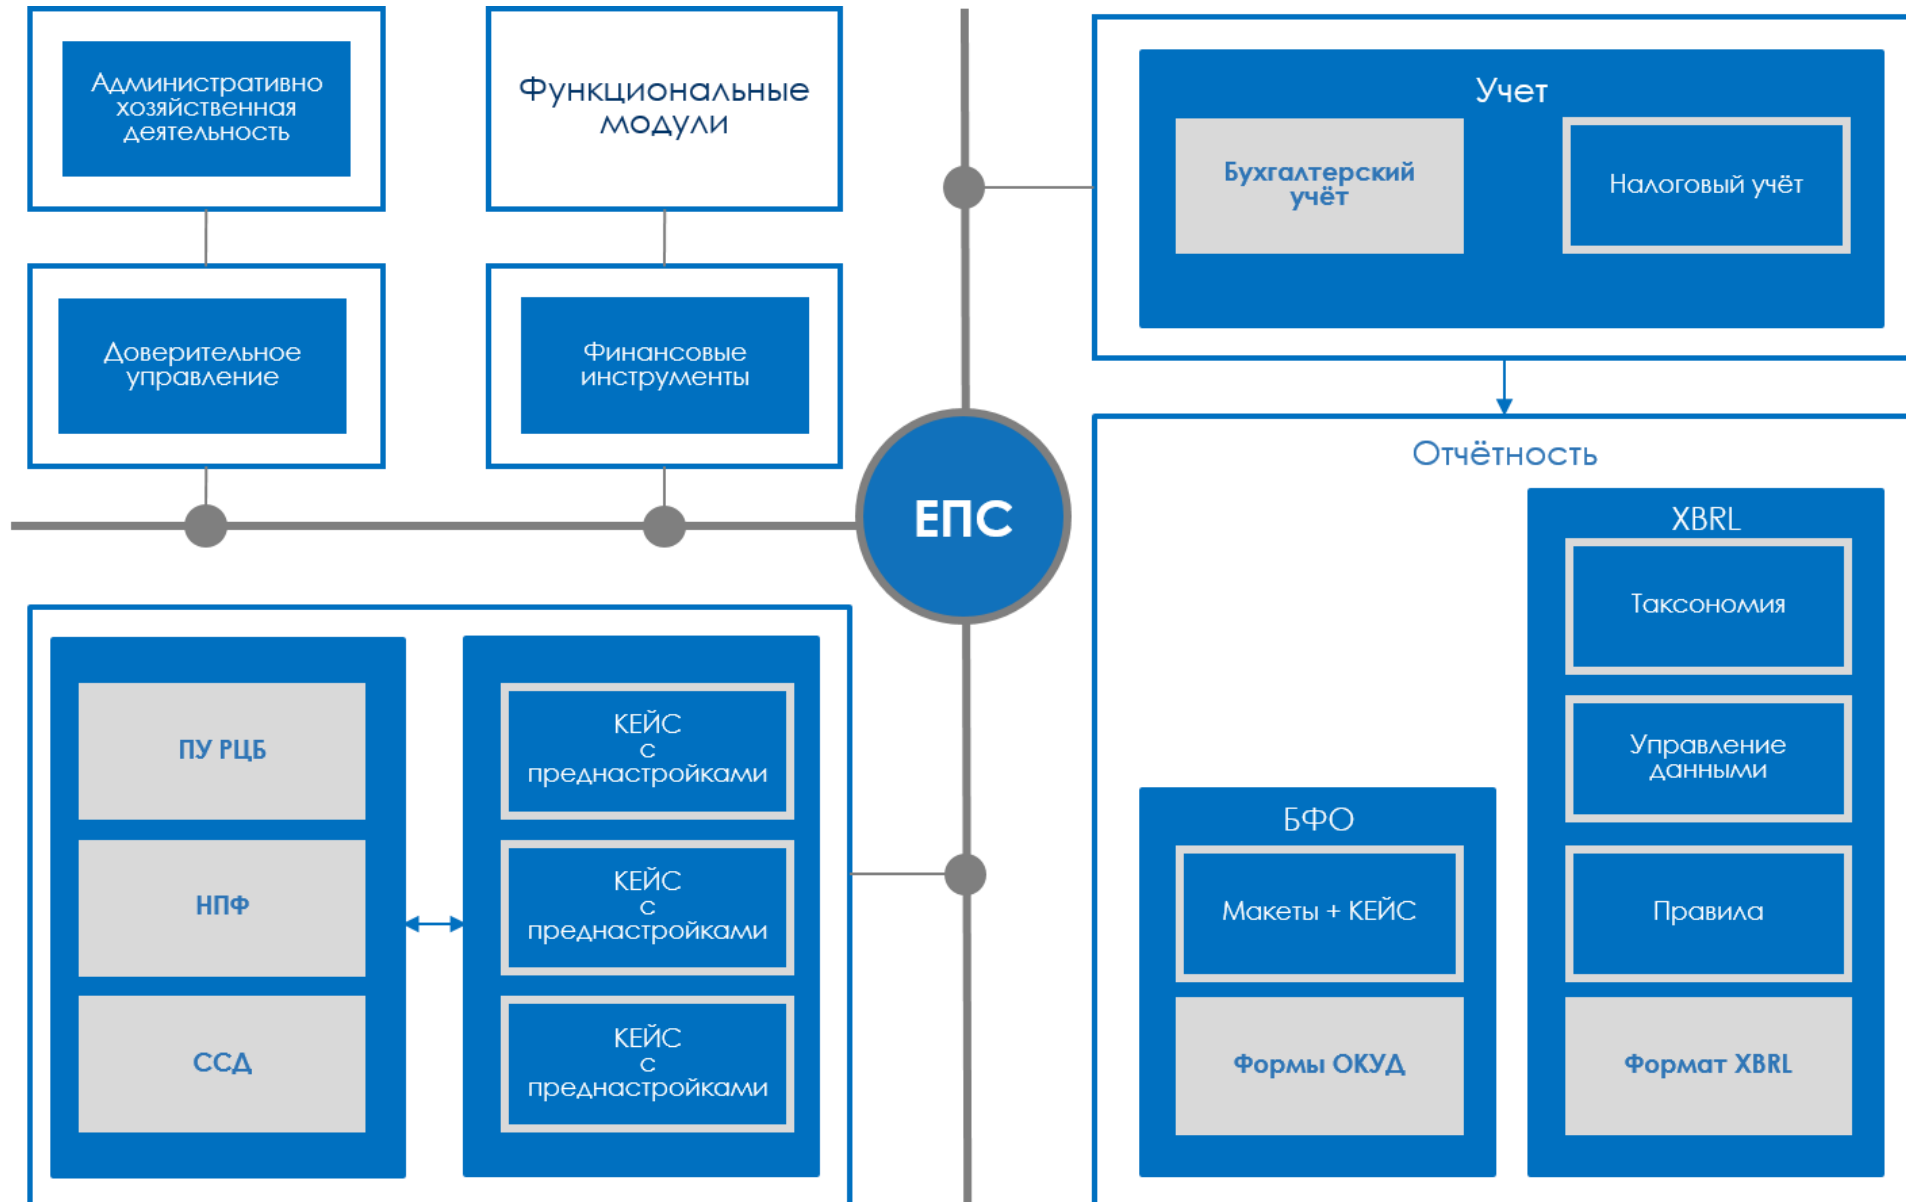 Административно
хозяйственная
деятельность
Функциональные
модули
Доверительное
управление
Финансовые
инструменты
ЕПС
Учет
Бухгалтерский
учёт
Налоговый учёт
Отчётность
XBRL
Таксономия
Управление
данными
Правила
Формат XBRL
БФО
Макеты + КЕЙС
Формы ОКУД
ПУ РЦБ
НПФ
ССД
КЕЙС
с
преднастройками
КЕЙС
с
преднастройками
КЕЙС
с
преднастройками